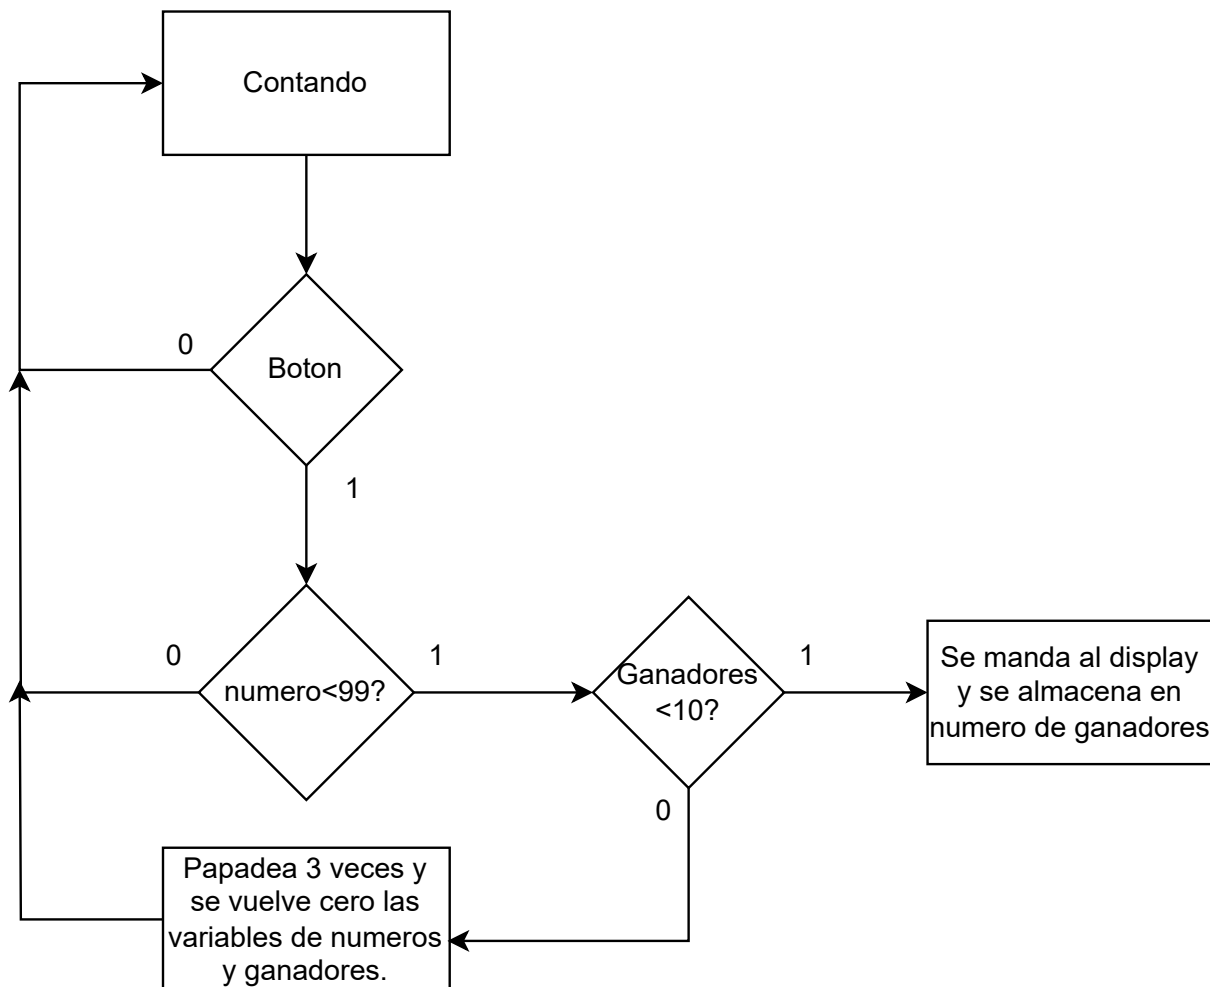 Contando
0
Boton
1
0
numero<99?
1
Ganadores
<10?
1
0
Se manda al display
y se almacena en
numero de ganadores
Papadea 3 veces y
se vuelve cero las
variables de numeros
y ganadores.